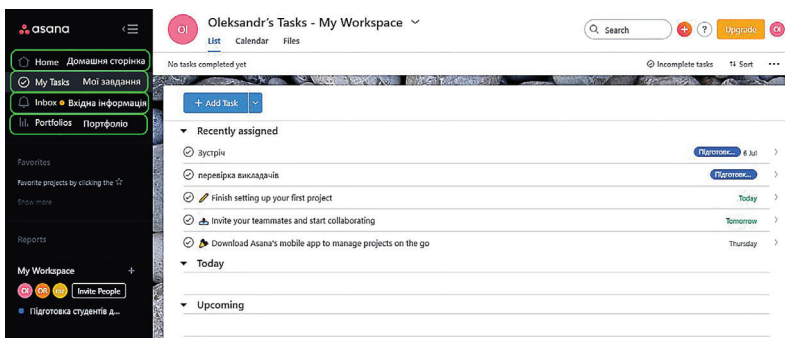 asana
Home Домашня сторінка
My Tasks Мої завдання
Inbox Вхідна інформація
Portfolios Портфоліо
Favorites
Favorite projects by clicking the ☆
Show more
Reports
My Workspace +
OI OB mr Invite People
Підготовка студентів д...
OI Oleksandr's Tasks - My Workspace
List Calendar Files
Search + ? Upgrade OI
No tasks completed yet
Incomplete tasks ↑↓ Sort ...
+ Add Task
Recently assigned
Зустріч Підготовк... 6 Jul
перевірка викладачів Підготовк...
Finish setting up your first project Today
Invite your teammates and start collaborating Tomorrow
Download Asana's mobile app to manage projects on the go Thursday
Today
Upcoming